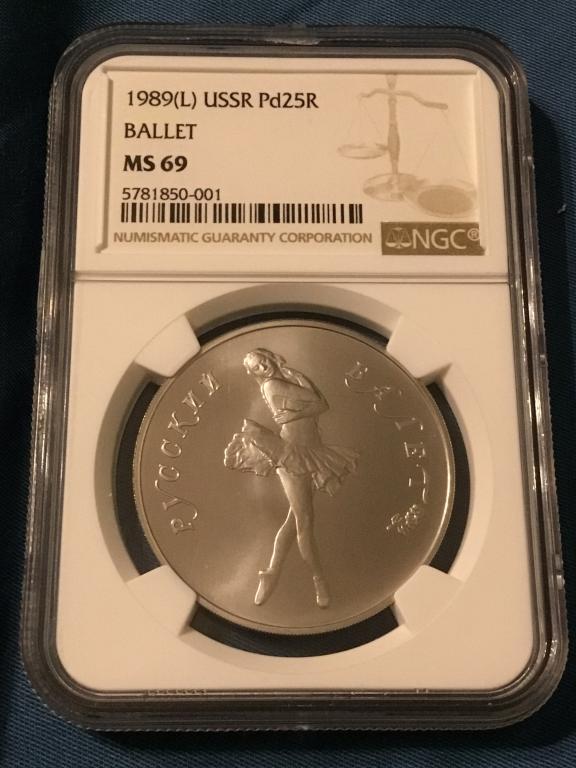 1989(L) USSR Pd25R
BALLET
MS 69
5781850-001
NUMISMATIC GUARANTY CORPORATION
NGC®
РУССКИЙ БАЛЕТ